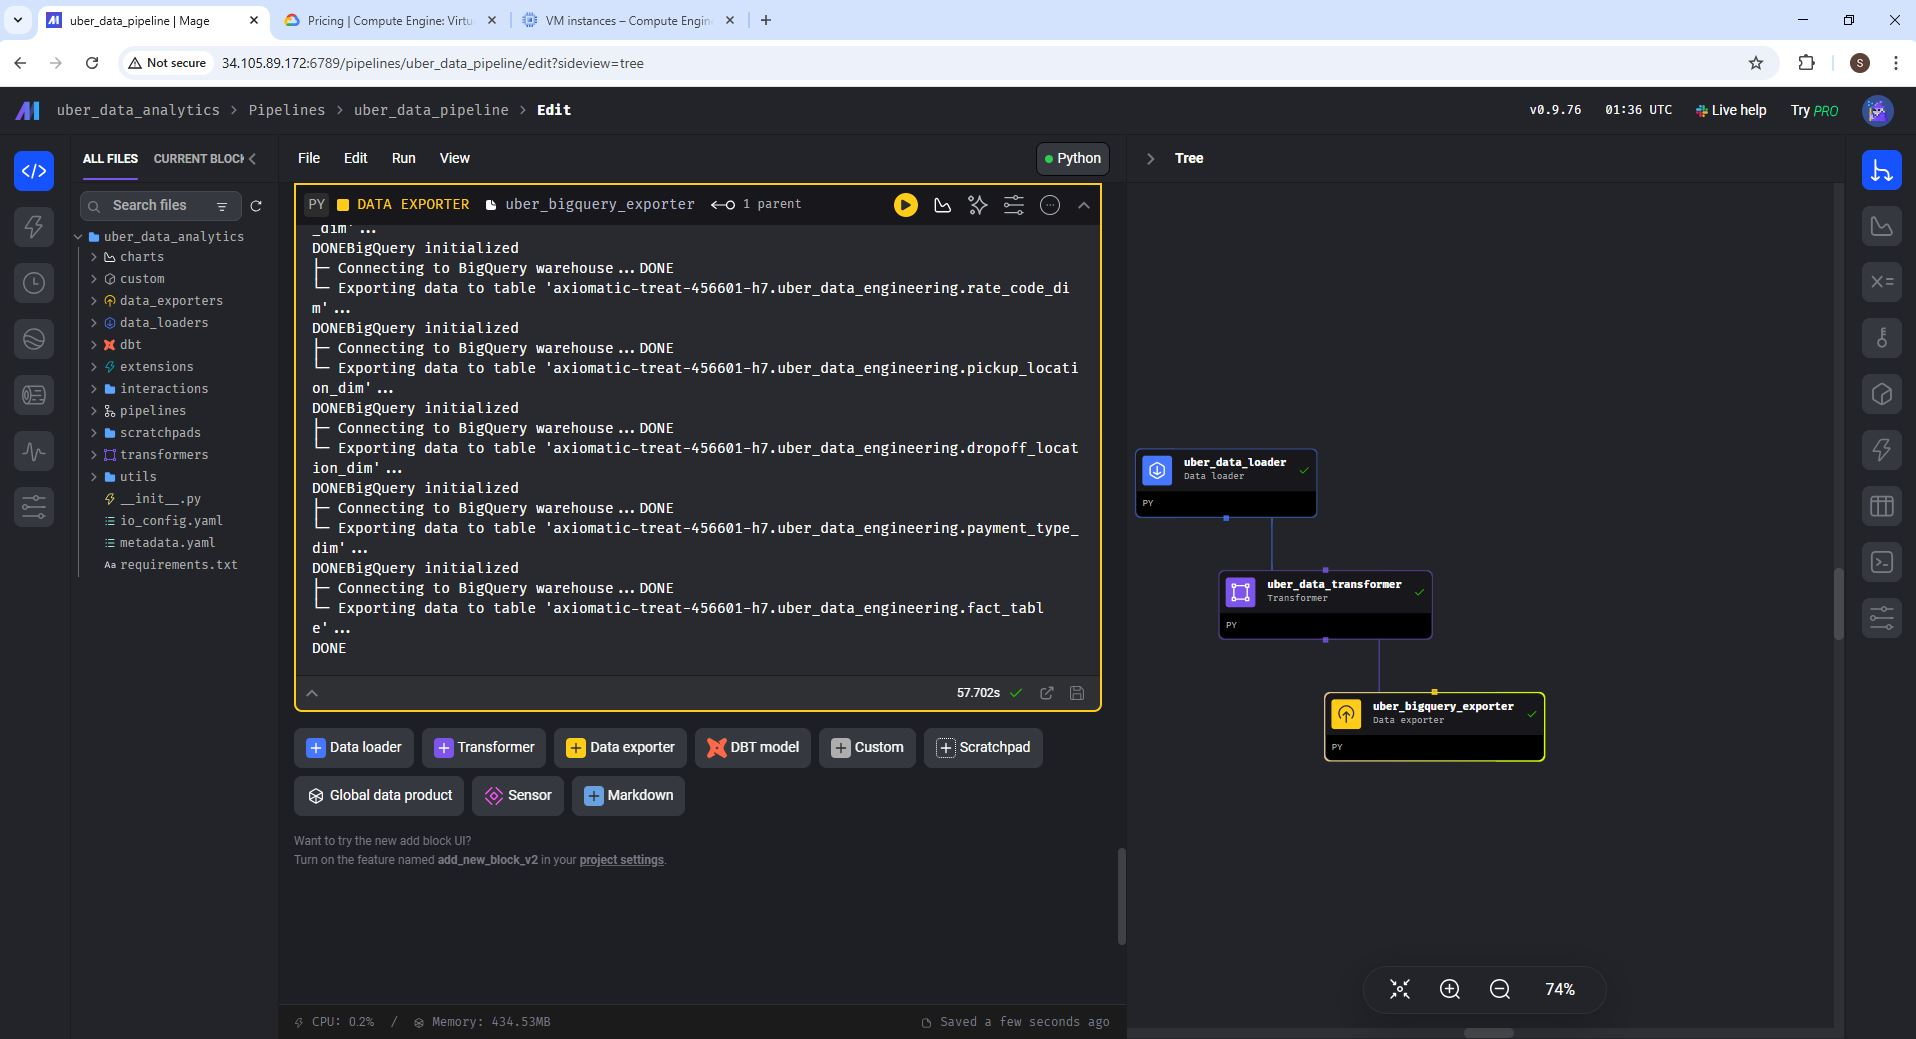 uber_data_pipeline | Mage
Pricing | Compute Engine: Virtu
VM instances – Compute Engin
Not secure
34.105.89.172:6789/pipelines/uber_data_pipeline/edit?sideview=tree
S
uber_data_analytics > Pipelines > uber_data_pipeline > Edit
v0.9.76
01:36 UTC
Live help
Try PRO
ALL FILES
CURRENT BLOCK
File
Edit
Run
View
Python
Tree
Search files
uber_data_analytics
charts
custom
data_exporters
data_loaders
dbt
extensions
interactions
pipelines
scratchpads
transformers
utils
__init__.py
io_config.yaml
metadata.yaml
Aa requirements.txt
PY DATA EXPORTER uber_bigquery_exporter 1 parent
_dim'...
DONEBigQuery initialized
├─ Connecting to BigQuery warehouse...DONE
└─ Exporting data to table 'axiomatic-treat-456601-h7.uber_data_engineering.rate_code_di
m'...
DONEBigQuery initialized
├─ Connecting to BigQuery warehouse...DONE
└─ Exporting data to table 'axiomatic-treat-456601-h7.uber_data_engineering.pickup_locati
on_dim'...
DONEBigQuery initialized
├─ Connecting to BigQuery warehouse...DONE
└─ Exporting data to table 'axiomatic-treat-456601-h7.uber_data_engineering.dropoff_locat
ion_dim'...
DONEBigQuery initialized
├─ Connecting to BigQuery warehouse...DONE
└─ Exporting data to table 'axiomatic-treat-456601-h7.uber_data_engineering.payment_type_
dim'...
DONEBigQuery initialized
├─ Connecting to BigQuery warehouse...DONE
└─ Exporting data to table 'axiomatic-treat-456601-h7.uber_data_engineering.fact_tabl
e'...
DONE
57.702s
Data loader
Transformer
Data exporter
DBT model
Custom
Scratchpad
Global data product
Sensor
Markdown
Want to try the new add block UI?
Turn on the feature named add_new_block_v2 in your project settings.
CPU: 0.2% / Memory: 434.53MB
Saved a few seconds ago
uber_data_loader
Data loader
PY
uber_data_transformer
Transformer
PY
uber_bigquery_exporter
Data exporter
PY
74%